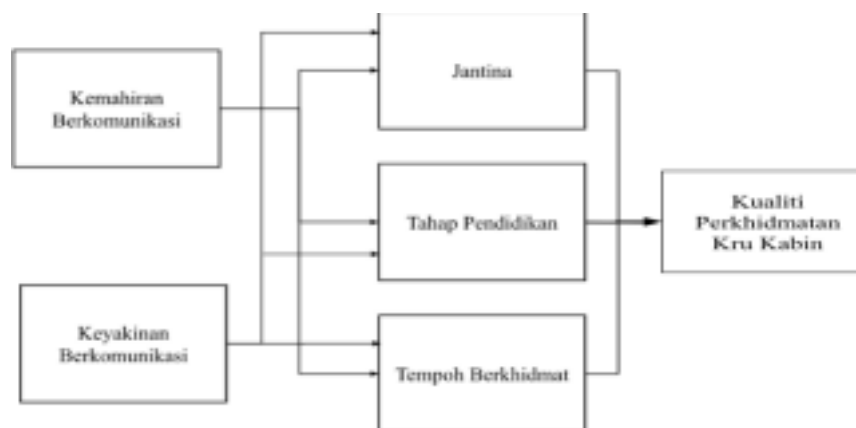 Kemahiran
Berkomunikasi
Keyakinan
Berkomunikasi
Jantina
Tahap Pendidikan
Tempoh Berkhidmat
Kualiti
Perkhidmatan
Kru Kabin